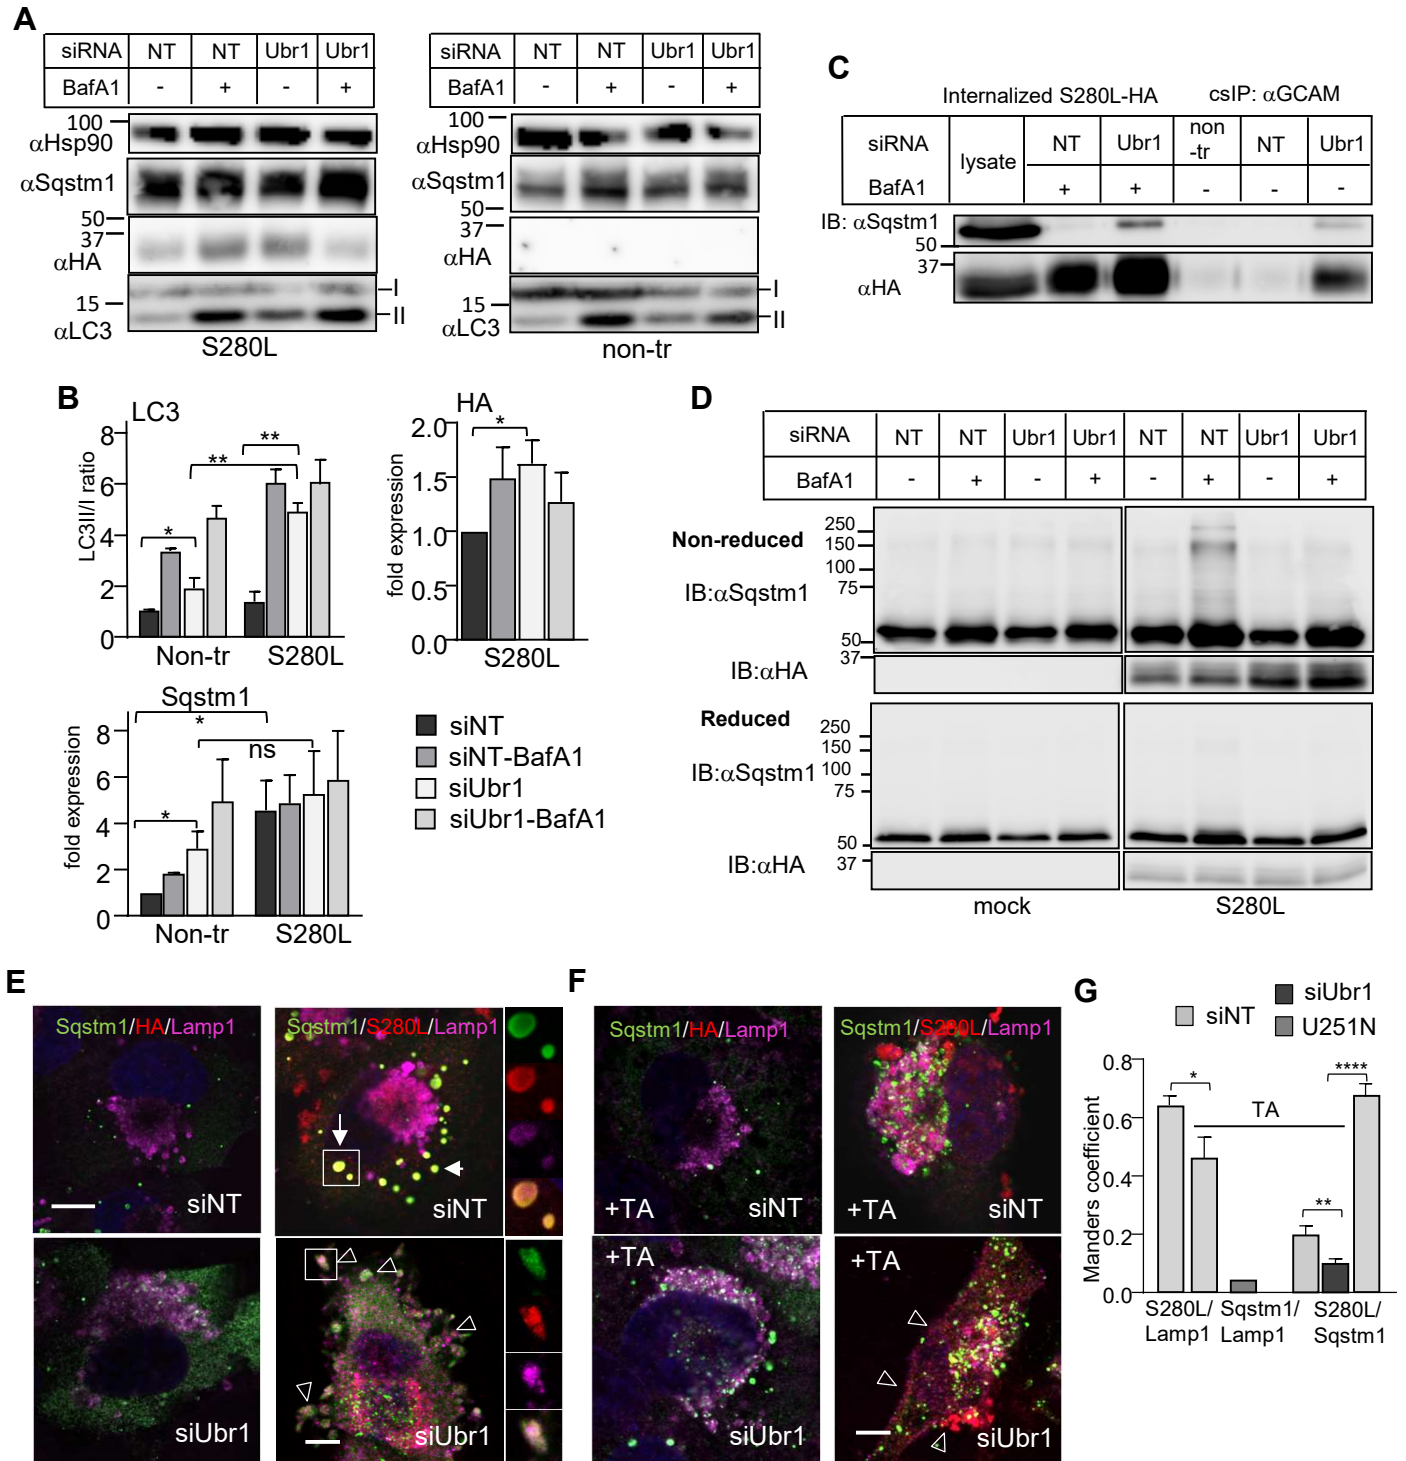 A
siRNA NT NT Ubr1 Ubr1
BafA1 - + - +
100
αHsp90
αSqstm1
50
37
αHA
15
αLC3
I
II
S280L
siRNA NT NT Ubr1 Ubr1
BafA1 - + - +
100
αHsp90
αSqstm1
50
37
αHA
15
αLC3
I
II
non-tr
C
Internalized S280L-HA csIP: αGCAM
siRNA lysate NT Ubr1 non-tr NT Ubr1
BafA1 + + - - -
IB: αSqstm1
50
37
αHA
B
LC3
LC3II/I ratio
8
6
4
2
0
*
**
**
Non-tr S280L
HA
fold expression
2.0
1.5
1.0
0.5
0.0
*
S280L
Sqstm1
fold expression
8
6
4
2
0
*
*
ns
Non-tr S280L
siNT
siNT-BafA1
siUbr1
siUbr1-BafA1
D
siRNA NT NT Ubr1 Ubr1 NT NT Ubr1 Ubr1
BafA1 - + - + - + - +
Non-reduced
IB:αSqstm1
250
150
100
75
50
37
IB:αHA
Reduced
IB:αSqstm1
250
150
100
75
50
37
IB:αHA
mock S280L
E
Sqstm1/HA/Lamp1
siNT
Sqstm1/S280L/Lamp1
siNT
siUbr1
siUbr1
F
Sqstm1/HA/Lamp1
+TA siNT
Sqstm1/S280L/Lamp1
+TA siNT
+TA
siUbr1
+TA
siUbr1
G
siNT
siUbr1
U251N
Manders coefficient
0.8
0.6
0.4
0.2
0.0
*
TA
**
****
S280L/
Lamp1
Sqstm1/
Lamp1
S280L/
Sqstm1